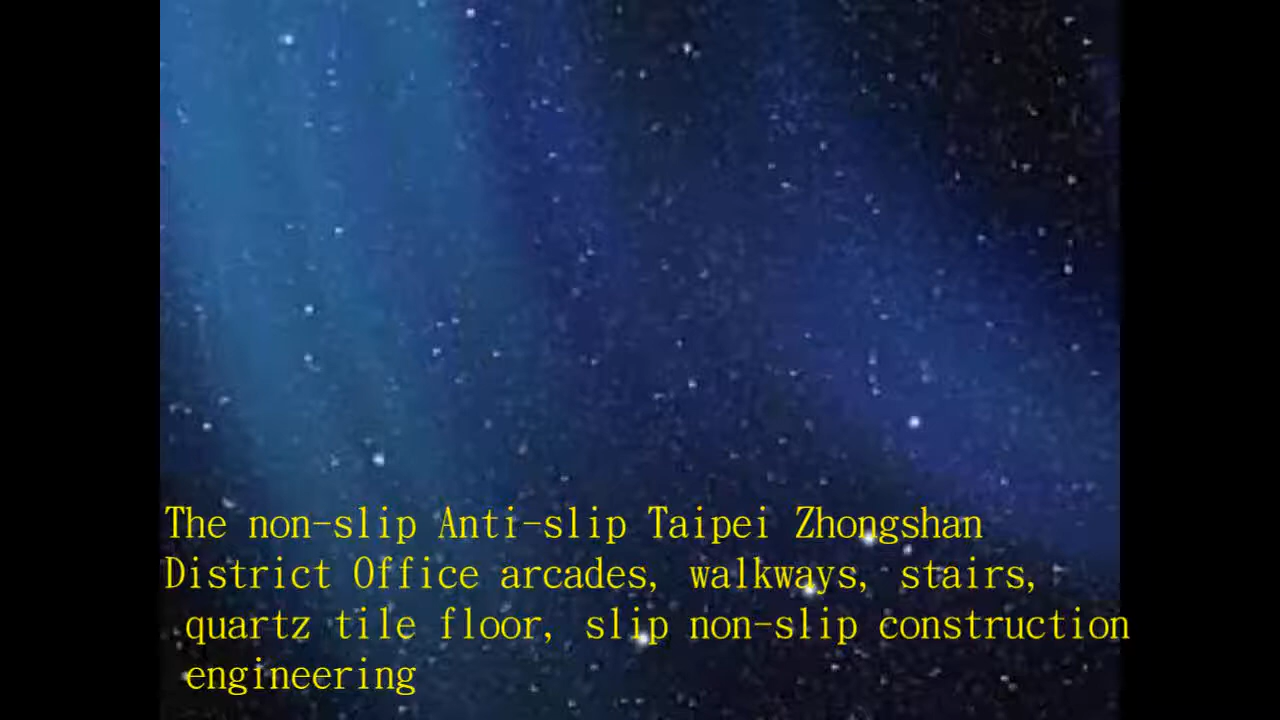 The non-slip Anti-slip Taipei Zhongshan
District Office arcades, walkways, stairs,
quartz tile floor, slip non-slip construction
engineering